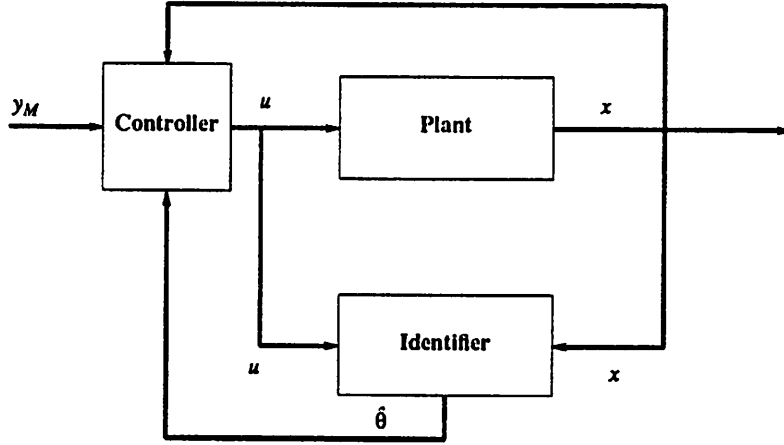 y_M
Controller
u
Plant
x
Identifier
u
x
θ̂